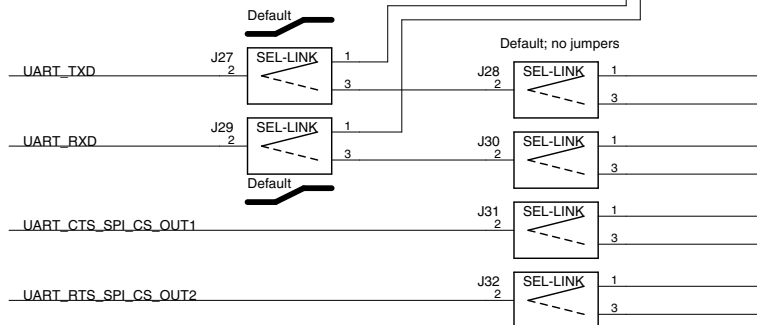 Default
Default; no jumpers
J27 SEL-LINK 1
UART_TXD 2
3
J28 SEL-LINK 1
2
3
J29 SEL-LINK 1
UART_RXD 2
3
J30 SEL-LINK 1
2
3
Default
J31 SEL-LINK 1
UART_CTS_SPI_CS_OUT1 2
3
J32 SEL-LINK 1
UART_RTS_SPI_CS_OUT2 2
3